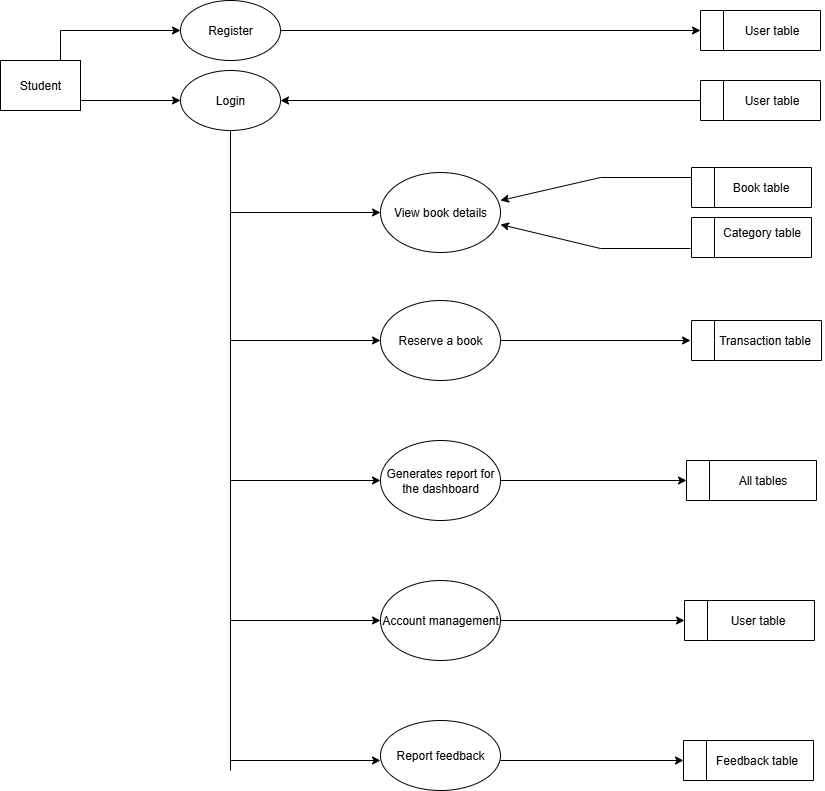 Register
User table
Student
Login
User table
View book details
Book table
Category table
Reserve a book
Transaction table
Generates report for
the dashboard
All tables
Account management
User table
Report feedback
Feedback table